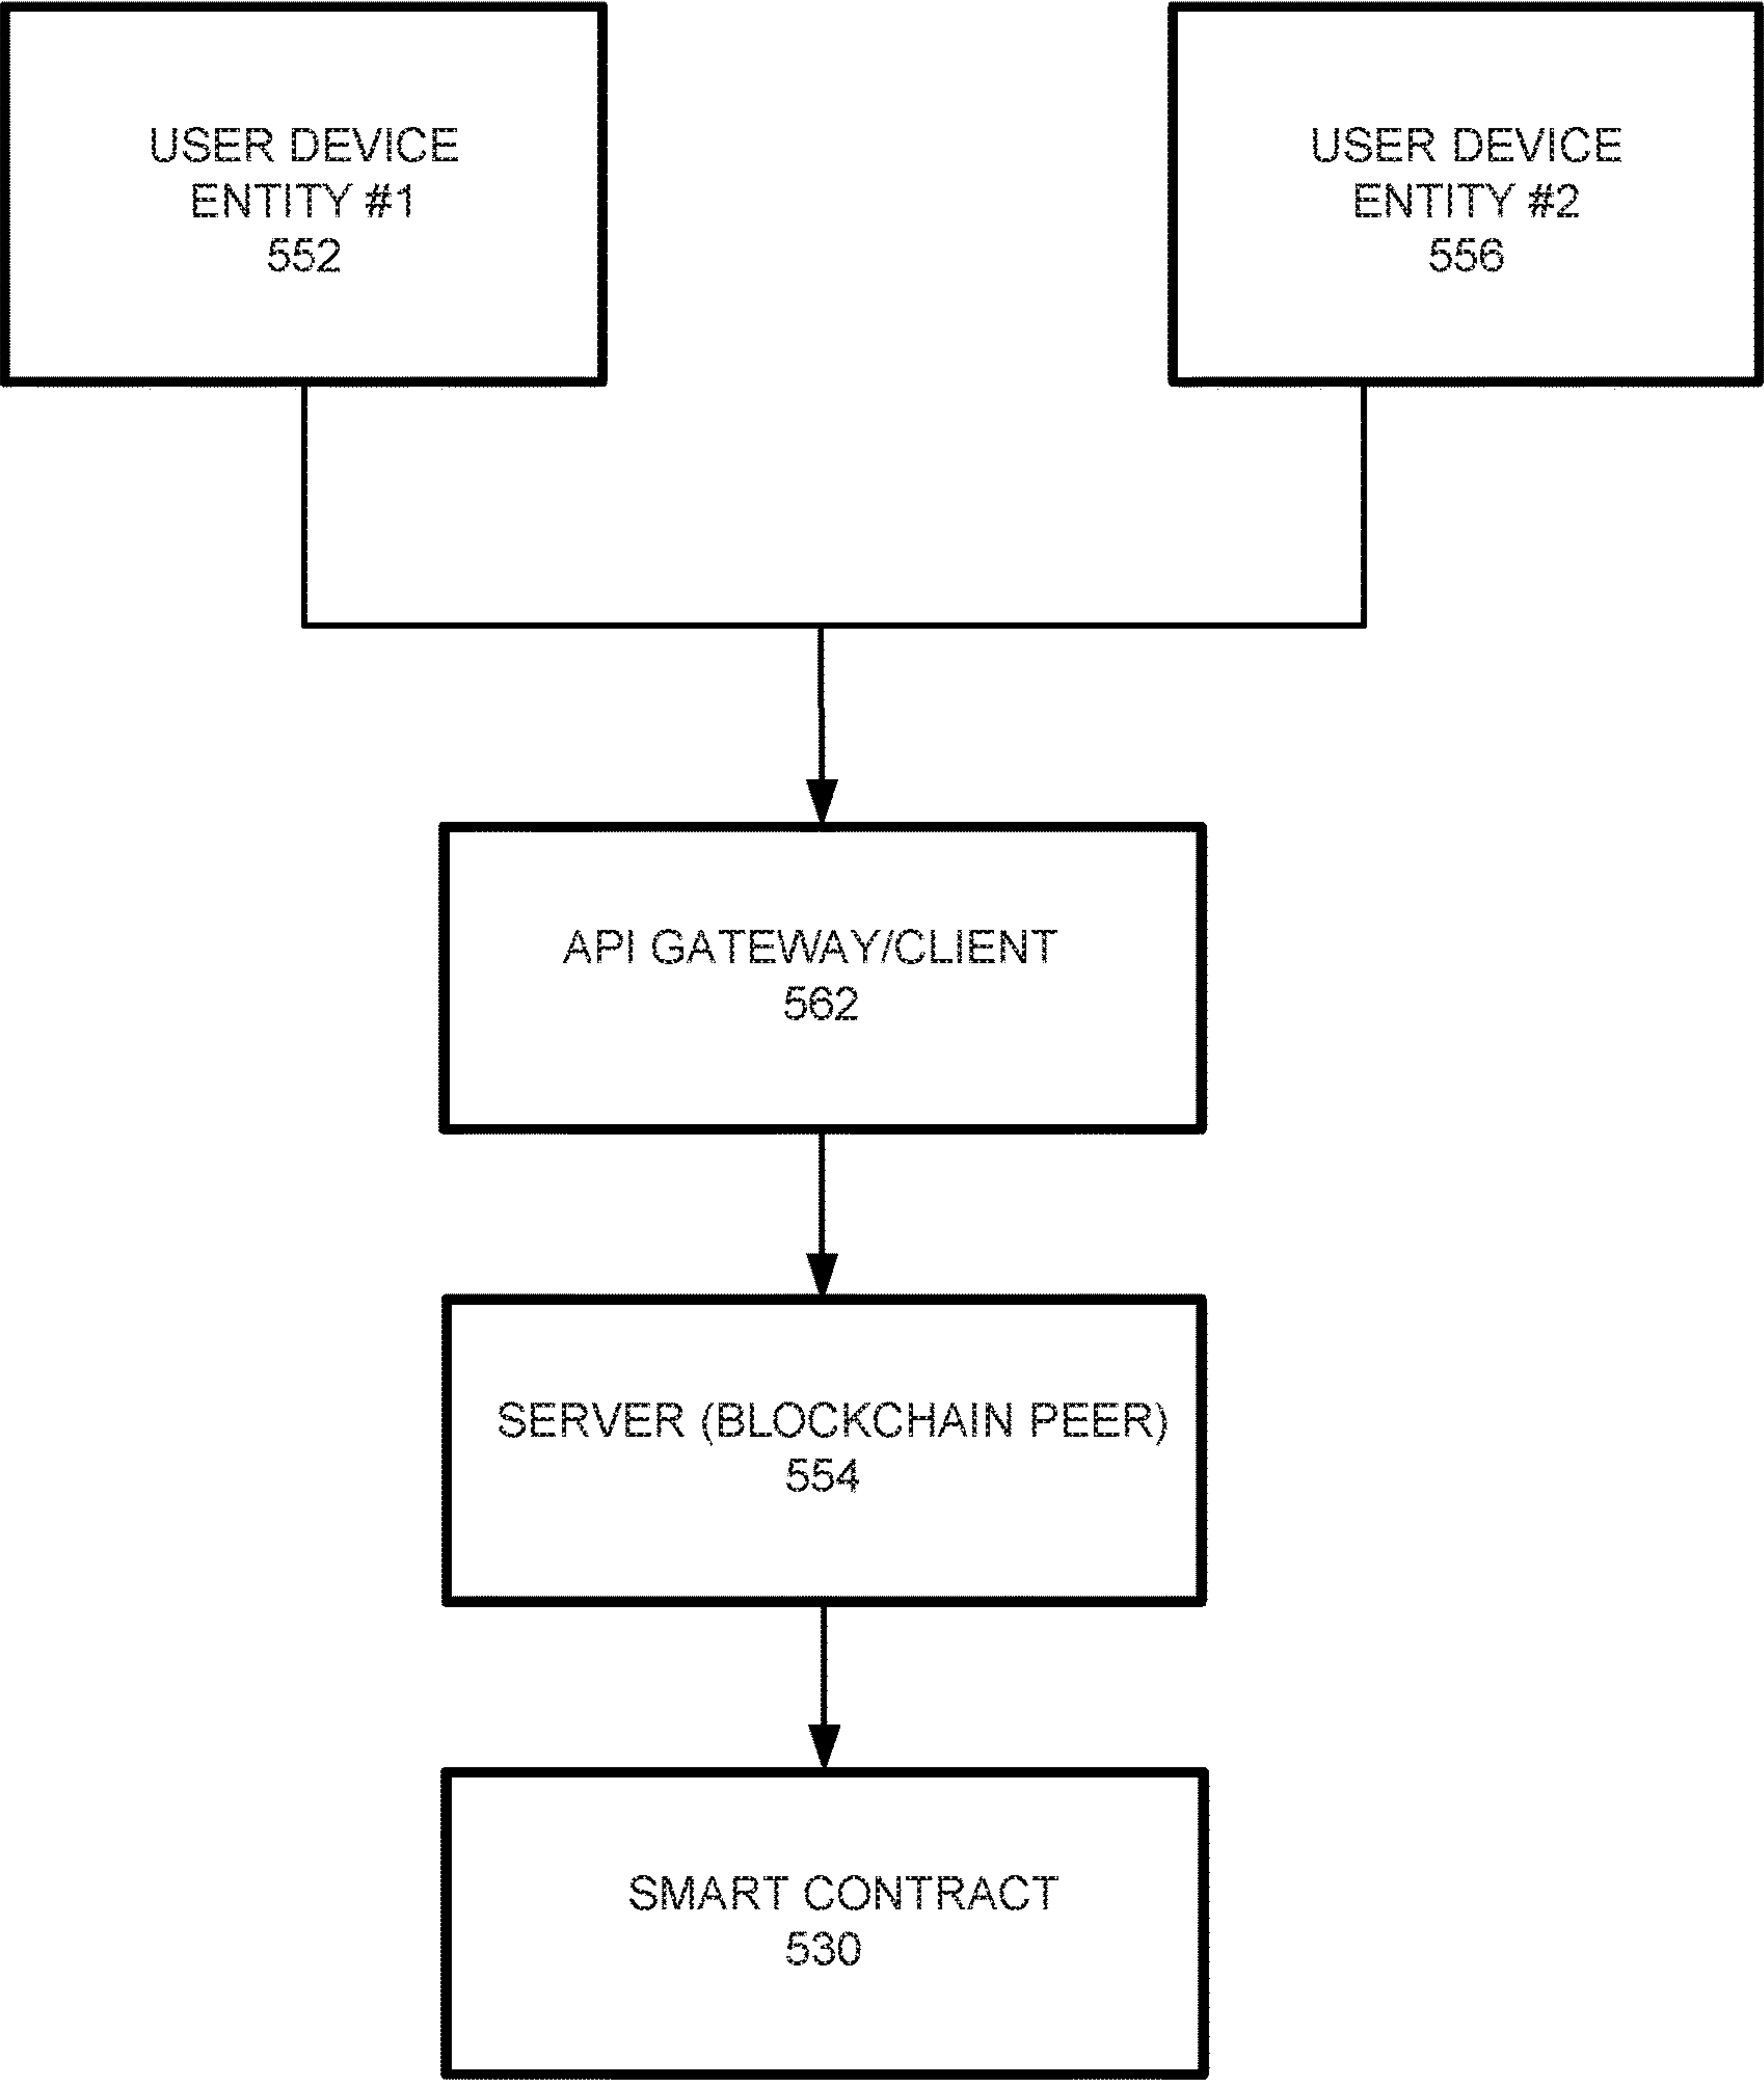 USER DEVICE
ENTITY #1
552
USER DEVICE
ENTITY #2
556
API GATEWAY/CLIENT
562
SERVER (BLOCKCHAIN PEER)
554
SMART CONTRACT
530